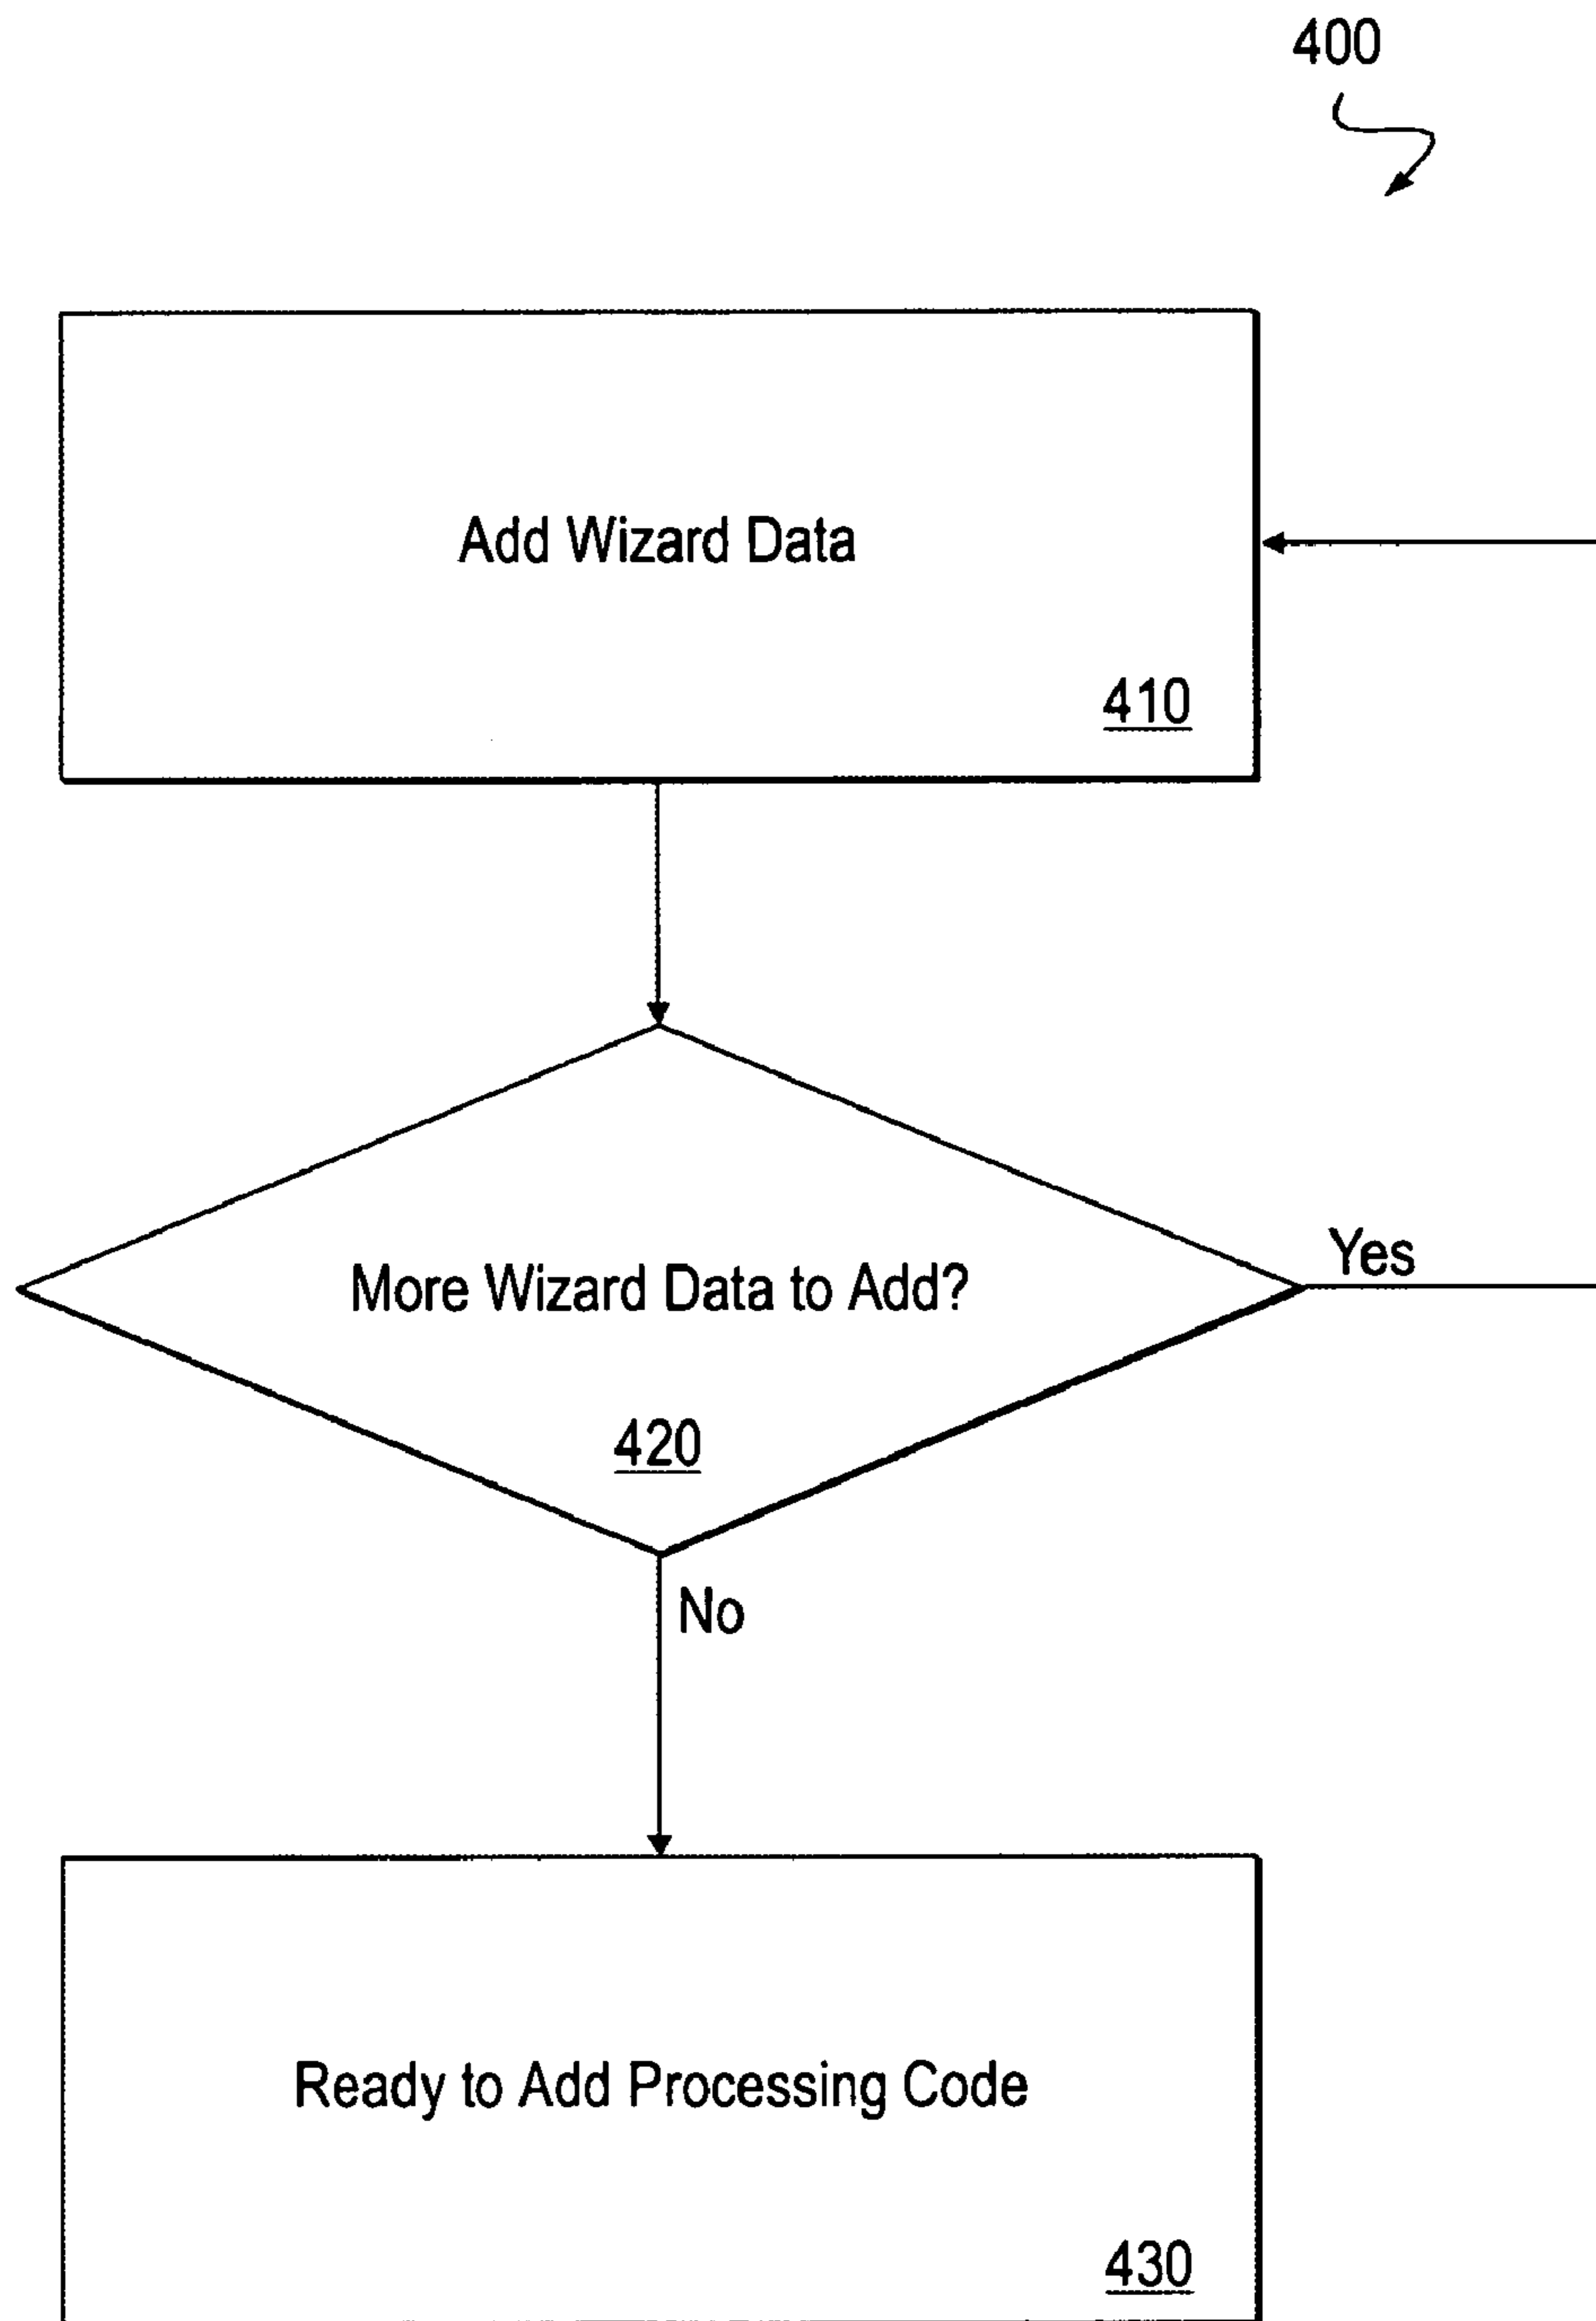 400
Add Wizard Data
410
More Wizard Data to Add?
Yes
420
No
Ready to Add Processing Code
430